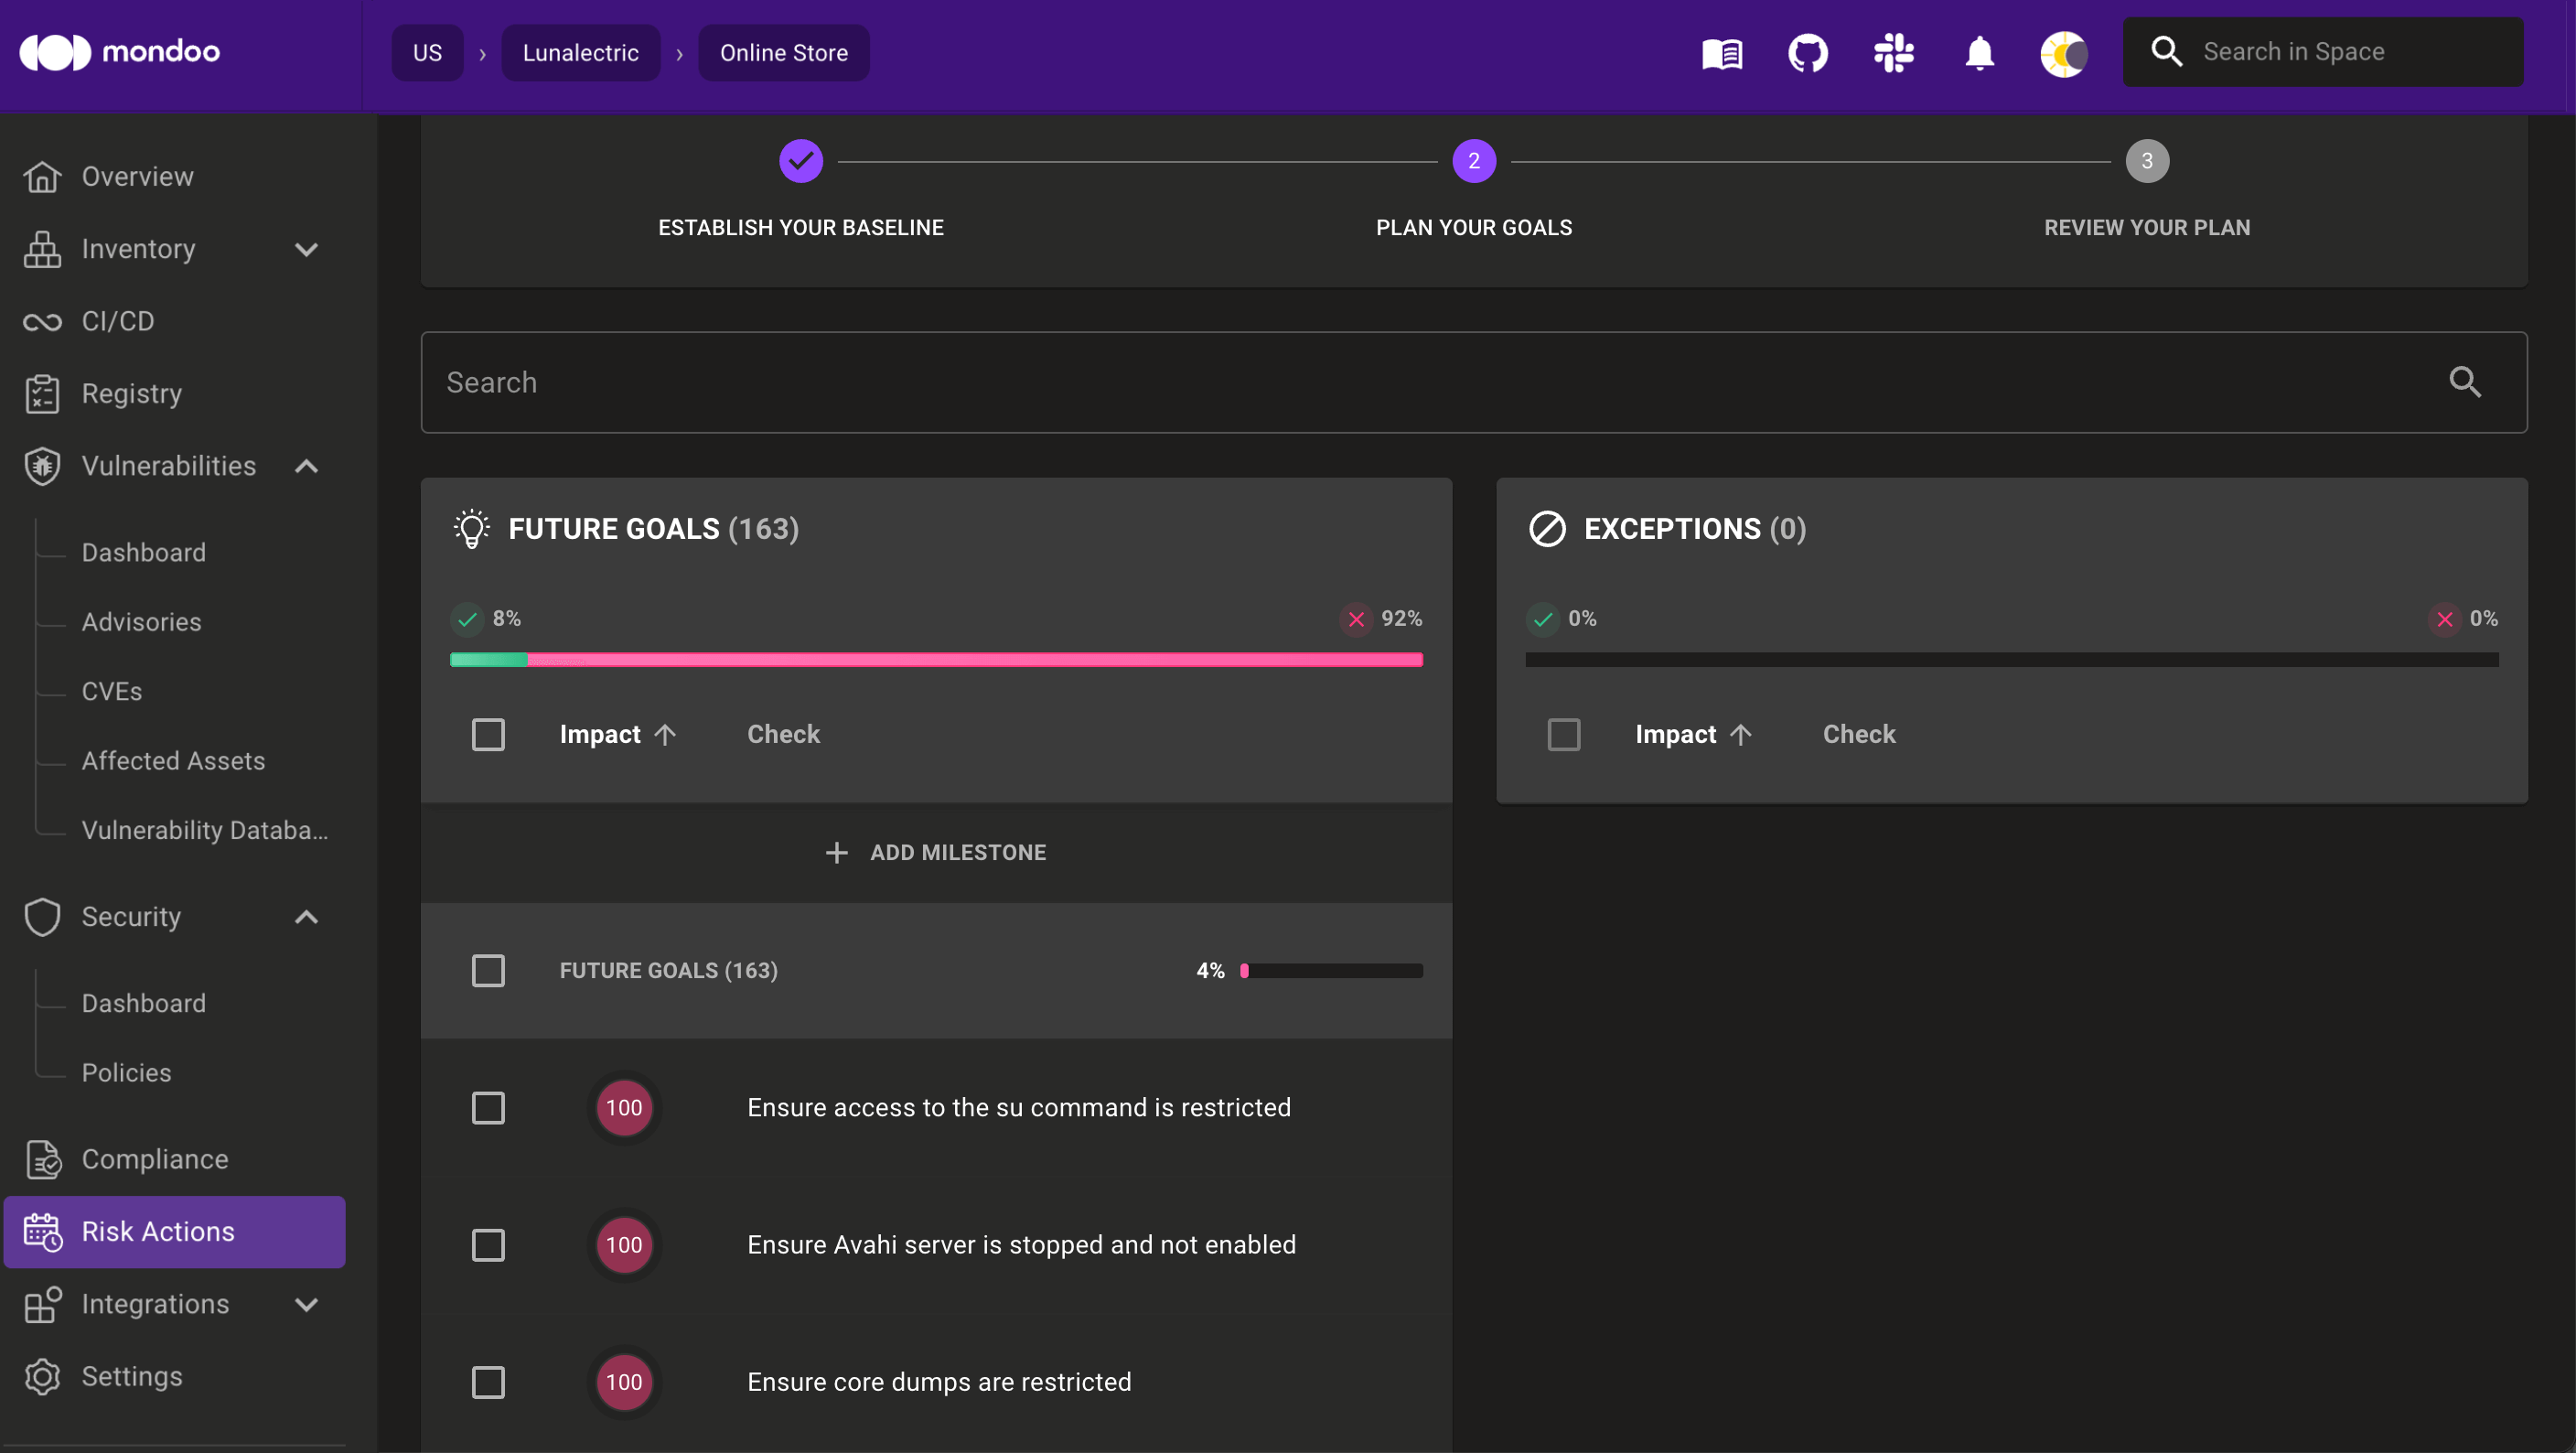 mondoo
US › Lunalectric › Online Store
Search in Space
Overview
Inventory
CI/CD
Registry
Vulnerabilities
Dashboard
Advisories
CVEs
Affected Assets
Vulnerability Databa...
Security
Dashboard
Policies
Compliance
Risk Actions
Integrations
Settings
2
3
ESTABLISH YOUR BASELINE
PLAN YOUR GOALS
REVIEW YOUR PLAN
Search
FUTURE GOALS (163)
8%
92%
Impact
Check
ADD MILESTONE
FUTURE GOALS (163)
4%
100
Ensure access to the su command is restricted
100
Ensure Avahi server is stopped and not enabled
100
Ensure core dumps are restricted
EXCEPTIONS (0)
0%
0%
Impact
Check